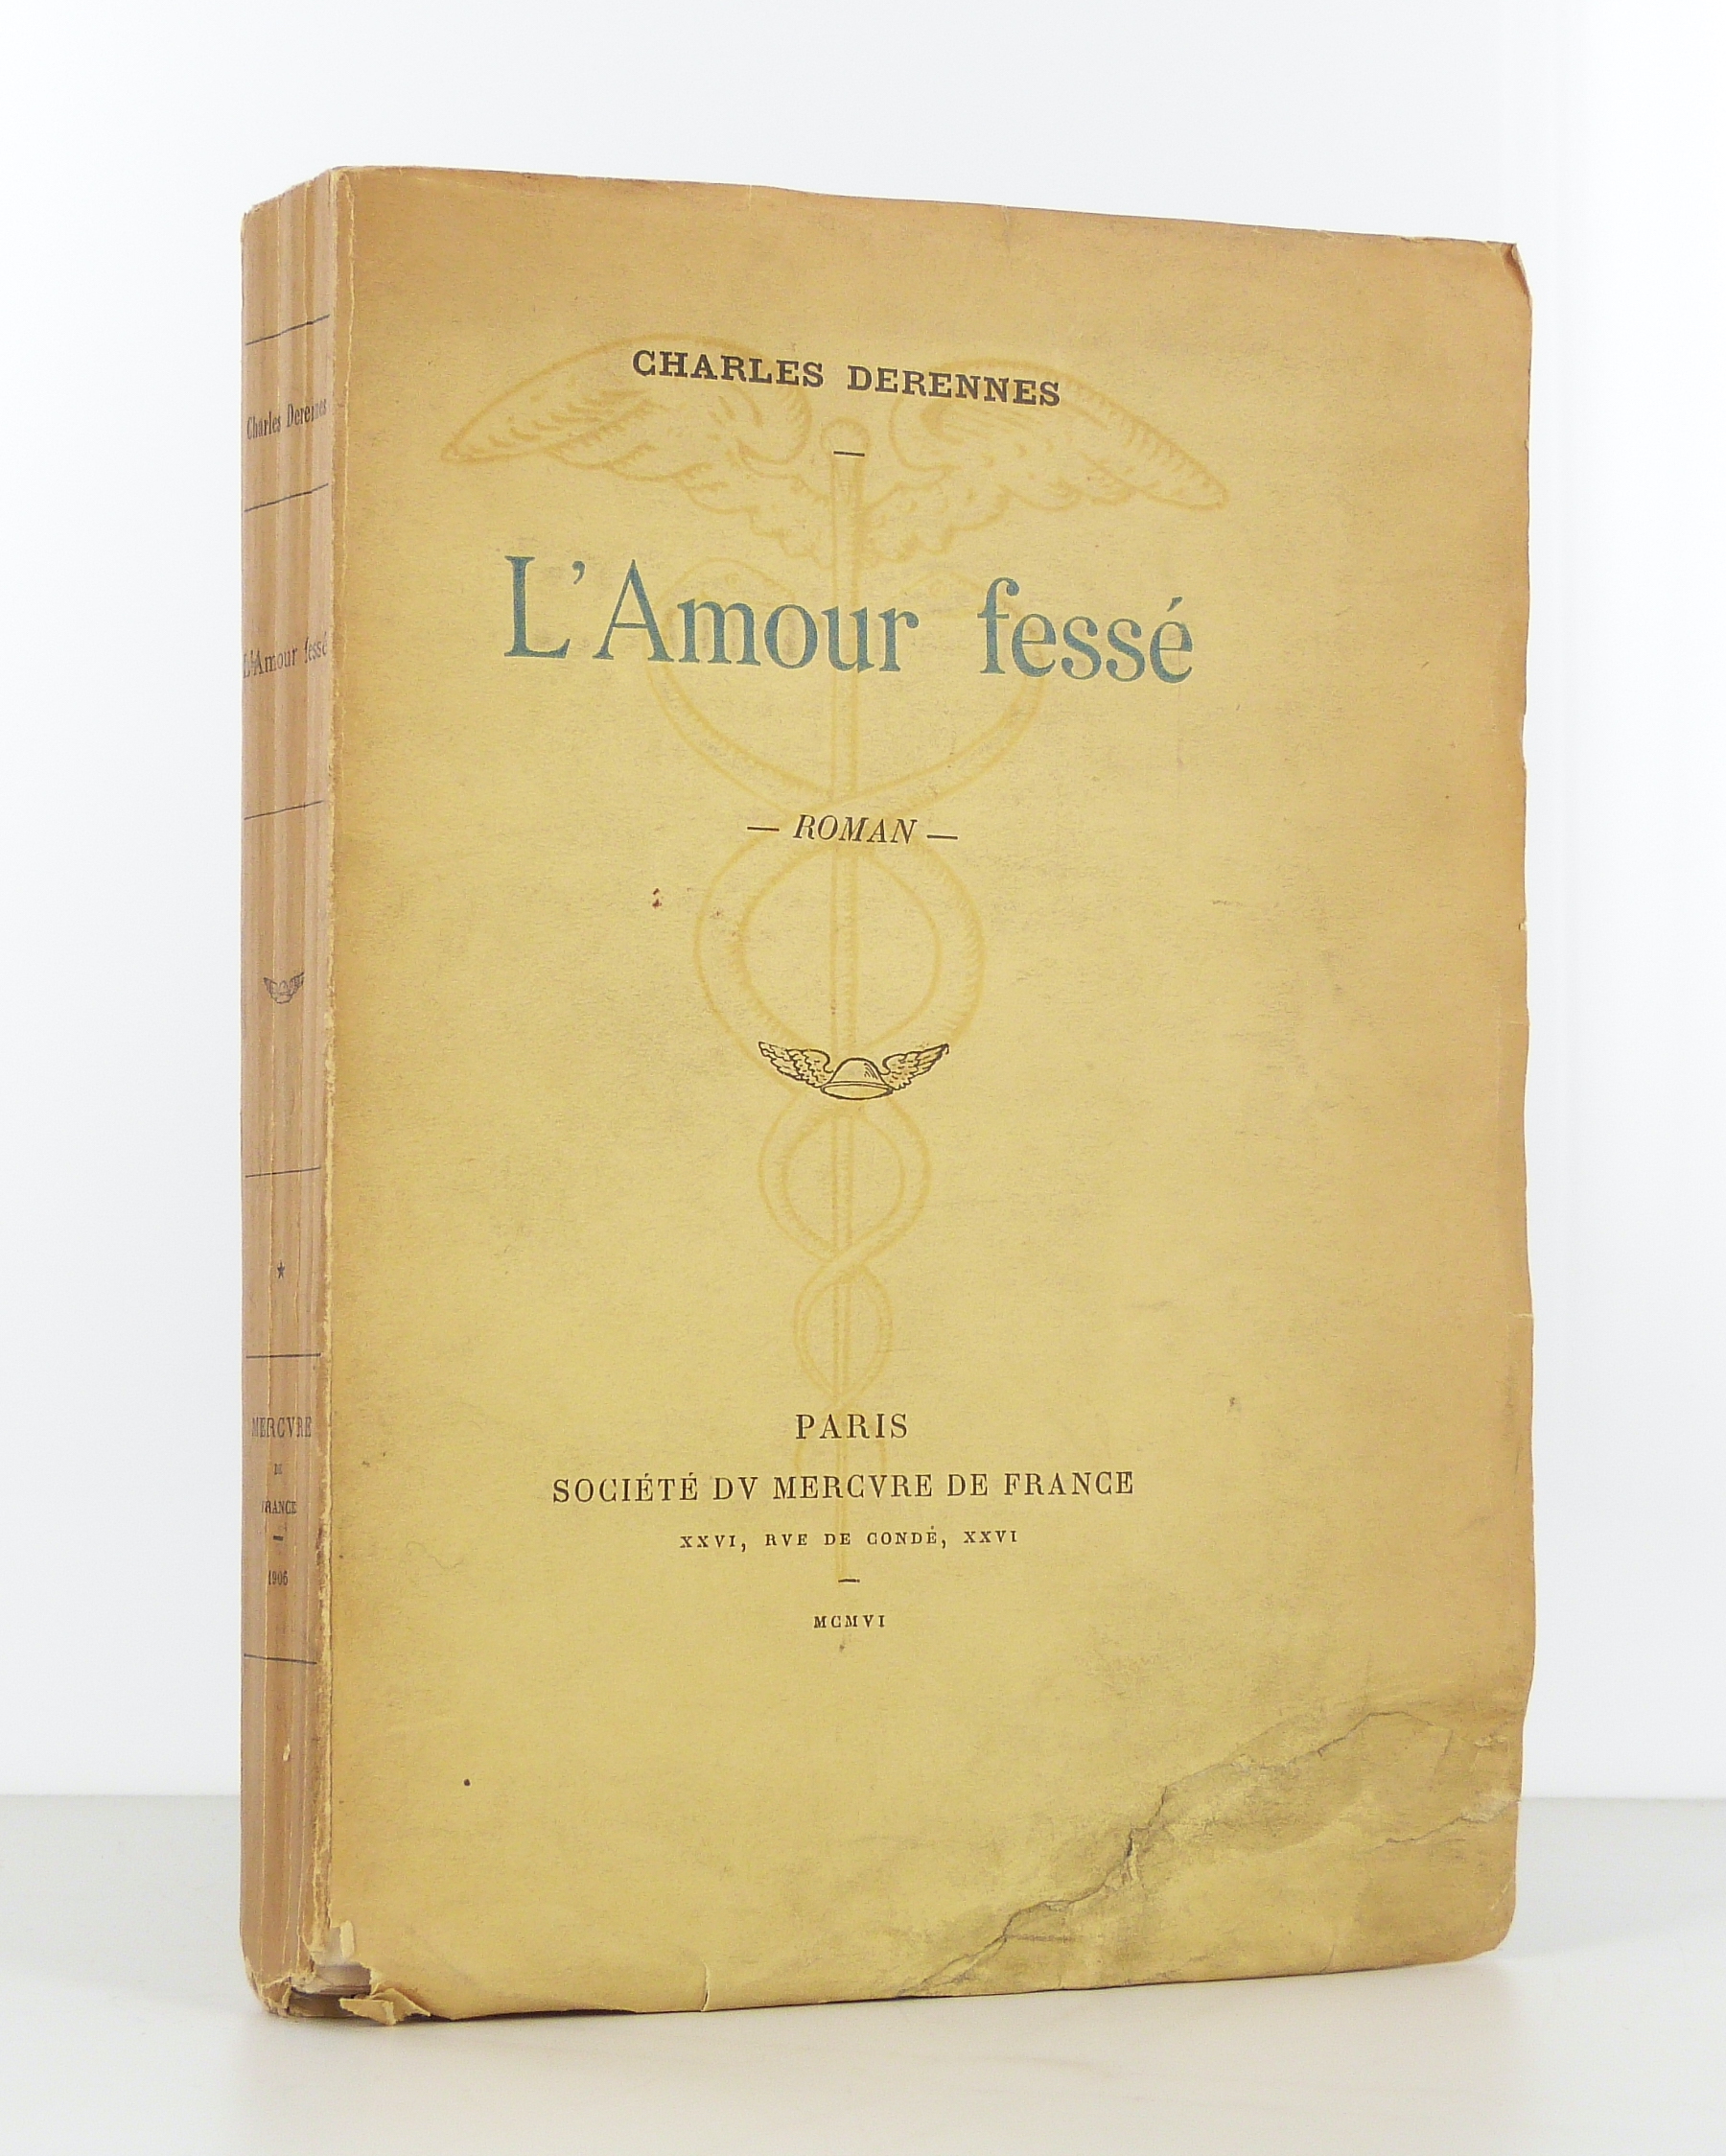 CHARLES DERENNES
—
L'Amour fessé
— ROMAN —
PARIS
SOCIÉTÉ DV MERCVRE DE FRANCE
XXVI, RVE DE CONDÉ, XXVI
—
MCMVI
Charles Derennes
L'Amour fessé
*
MERCVRE
DE
FRANCE
—
1906